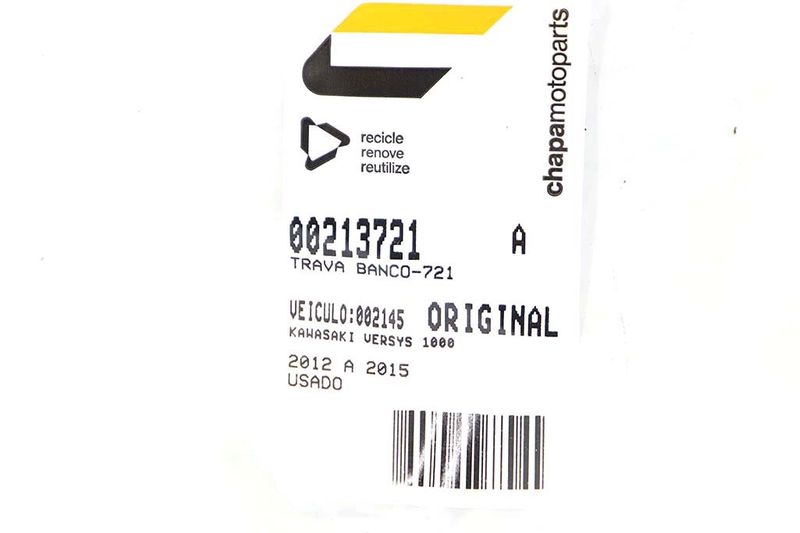 chapamotoparts
recicle
renove
reutilize
00213721 A
TRAVA BANCO-721
VEICULO:002145 ORIGINAL
KAWASAKI VERSYS 1000
2012 A 2015
USADO